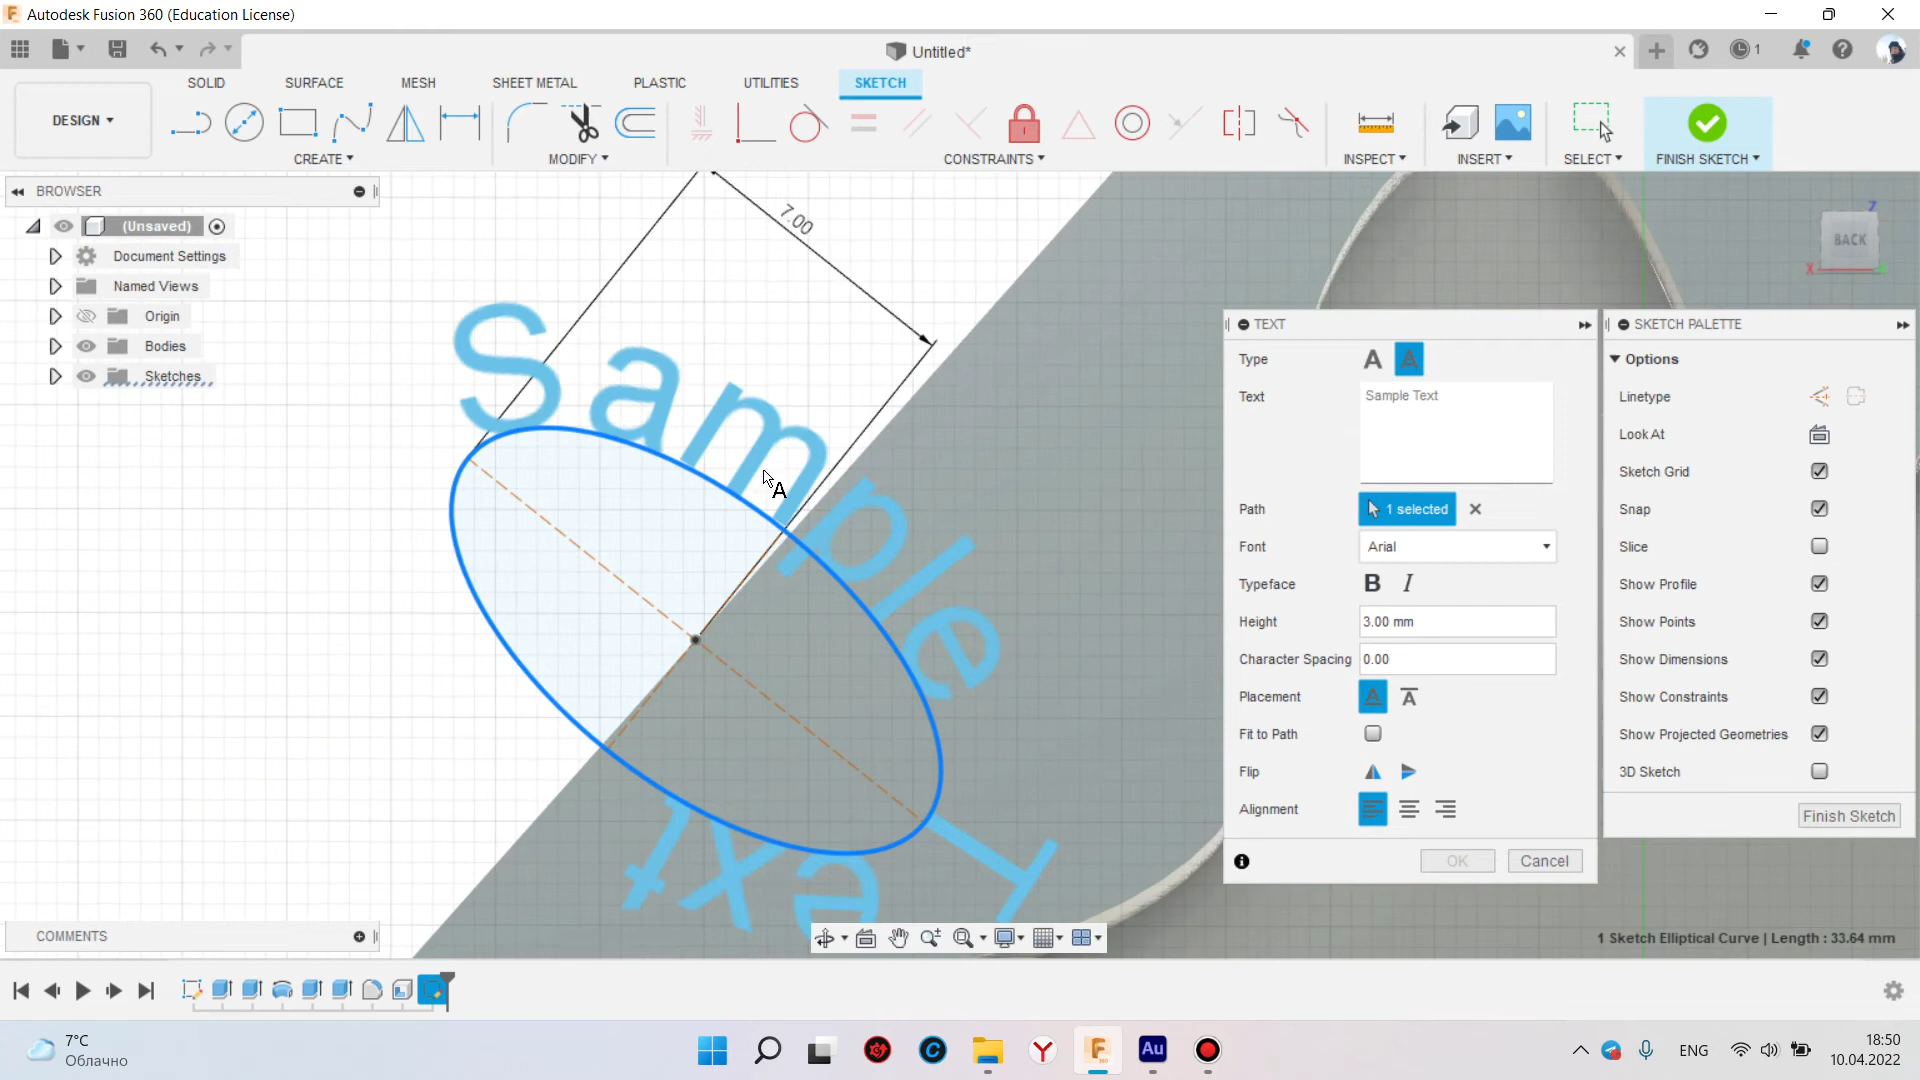 Autodesk Fusion 360 (Education License)
Untitled*
1
SOLID
SURFACE
MESH
SHEET METAL
PLASTIC
UTILITIES
SKETCH
DESIGN
CREATE
MODIFY
CONSTRAINTS
INSPECT
INSERT
SELECT
FINISH SKETCH
BROWSER
(Unsaved)
Document Settings
Named Views
Origin
Bodies
Sketches
7.00
Sample Text
A
Z
BACK
X
TEXT
Type
A
A
Text
Sample Text
Path
1 selected
Font
Arial
Typeface
B
I
Height
3.00 mm
Character Spacing
0.00
Placement
Fit to Path
Flip
Alignment
OK
Cancel
SKETCH PALETTE
Options
Linetype
Look At
Sketch Grid
Snap
Slice
Show Profile
Show Points
Show Dimensions
Show Constraints
Show Projected Geometries
3D Sketch
Finish Sketch
COMMENTS
1 Sketch Elliptical Curve | Length : 33.64 mm
7°C
Облачно
Au
ENG
18:50
10.04.2022